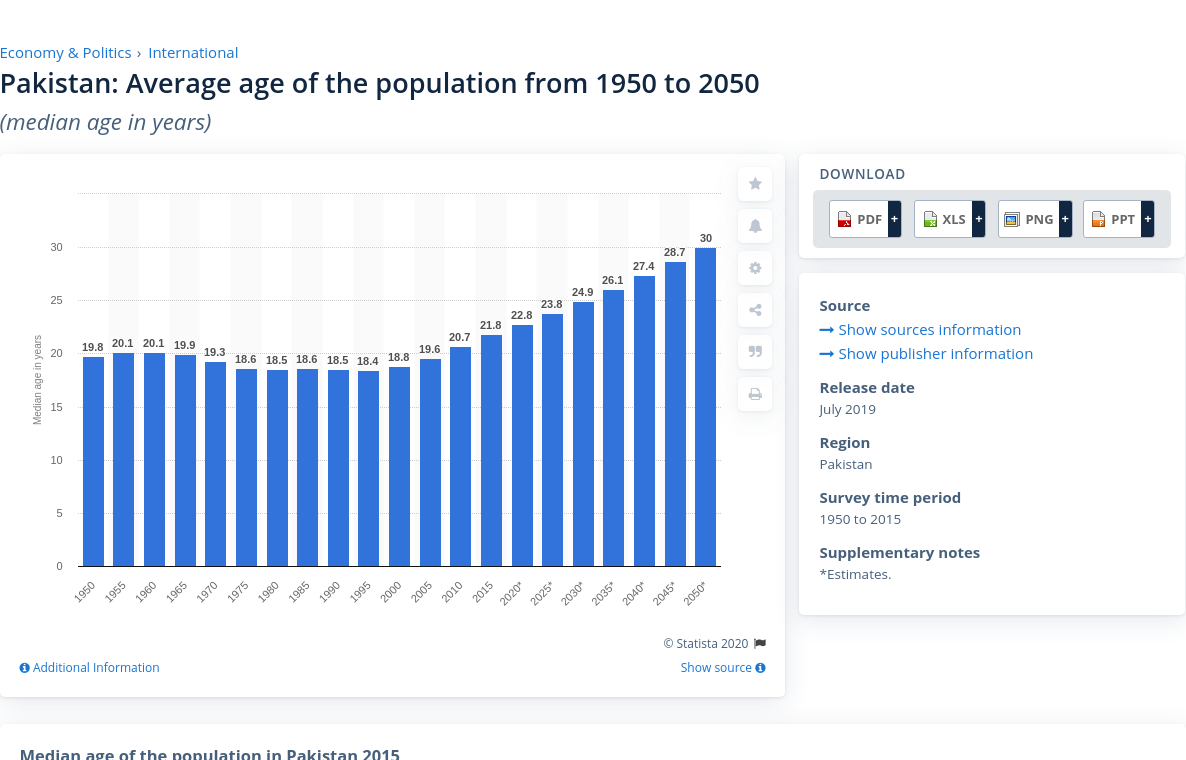 Economy & Politics › International
Pakistan: Average age of the population from 1950 to 2050
(median age in years)
Median age in years
30
25
20
15
10
5
0
19.8
20.1
20.1
19.9
19.3
18.6
18.5
18.6
18.5
18.4
18.8
19.6
20.7
21.8
22.8
23.8
24.9
26.1
27.4
28.7
30
1950
1955
1960
1965
1970
1975
1980
1985
1990
1995
2000
2005
2010
2015
2020*
2025*
2030*
2035*
2040*
2045*
2050*
© Statista 2020
Additional Information
Show source
DOWNLOAD
PDF +
XLS +
PNG +
PPT +
Source
Show sources information
Show publisher information
Release date
July 2019
Region
Pakistan
Survey time period
1950 to 2015
Supplementary notes
*Estimates.
Median age of the population in Pakistan 2015